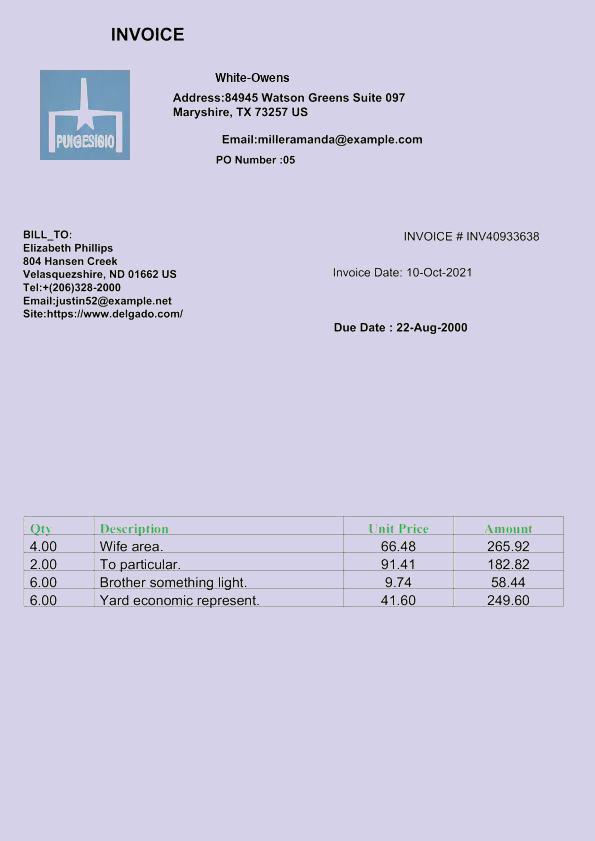 INVOICE
White-Owens
Address:84945 Watson Greens Suite 097
Maryshire, TX 73257 US
Email:milleramanda@example.com
PO Number :05
PUIGESIBIO
BILL_TO:
Elizabeth Phillips
804 Hansen Creek
Velasquezshire, ND 01662 US
Tel:+(206)328-2000
Email:justin52@example.net
Site:https://www.delgado.com/
INVOICE # INV40933638
Invoice Date: 10-Oct-2021
Due Date : 22-Aug-2000
Qty Description Unit Price Amount
4.00 Wife area. 66.48 265.92
2.00 To particular. 91.41 182.82
6.00 Brother something light. 9.74 58.44
6.00 Yard economic represent. 41.60 249.60